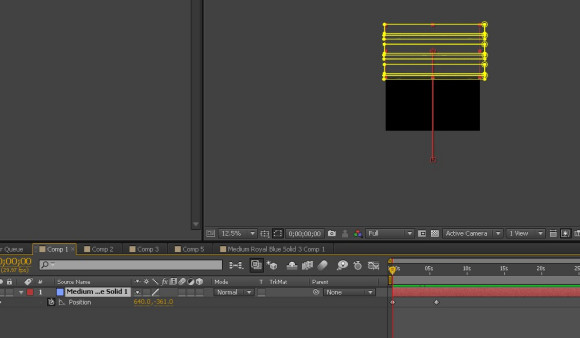 12.5%
0;00;00;00
Full
Active Camera
1 View
r Queue
Comp 1
Comp 2
Comp 3
Comp 5
Medium Royal Blue Solid 3 Comp 1
0;00;00
(29.97 fps)
05s
10s
15s
20s
25
#
Source Name
fx
Mode
T TrkMat
Parent
1
Medium ...e Solid 1
Normal
None
Position
640.0,-361.0